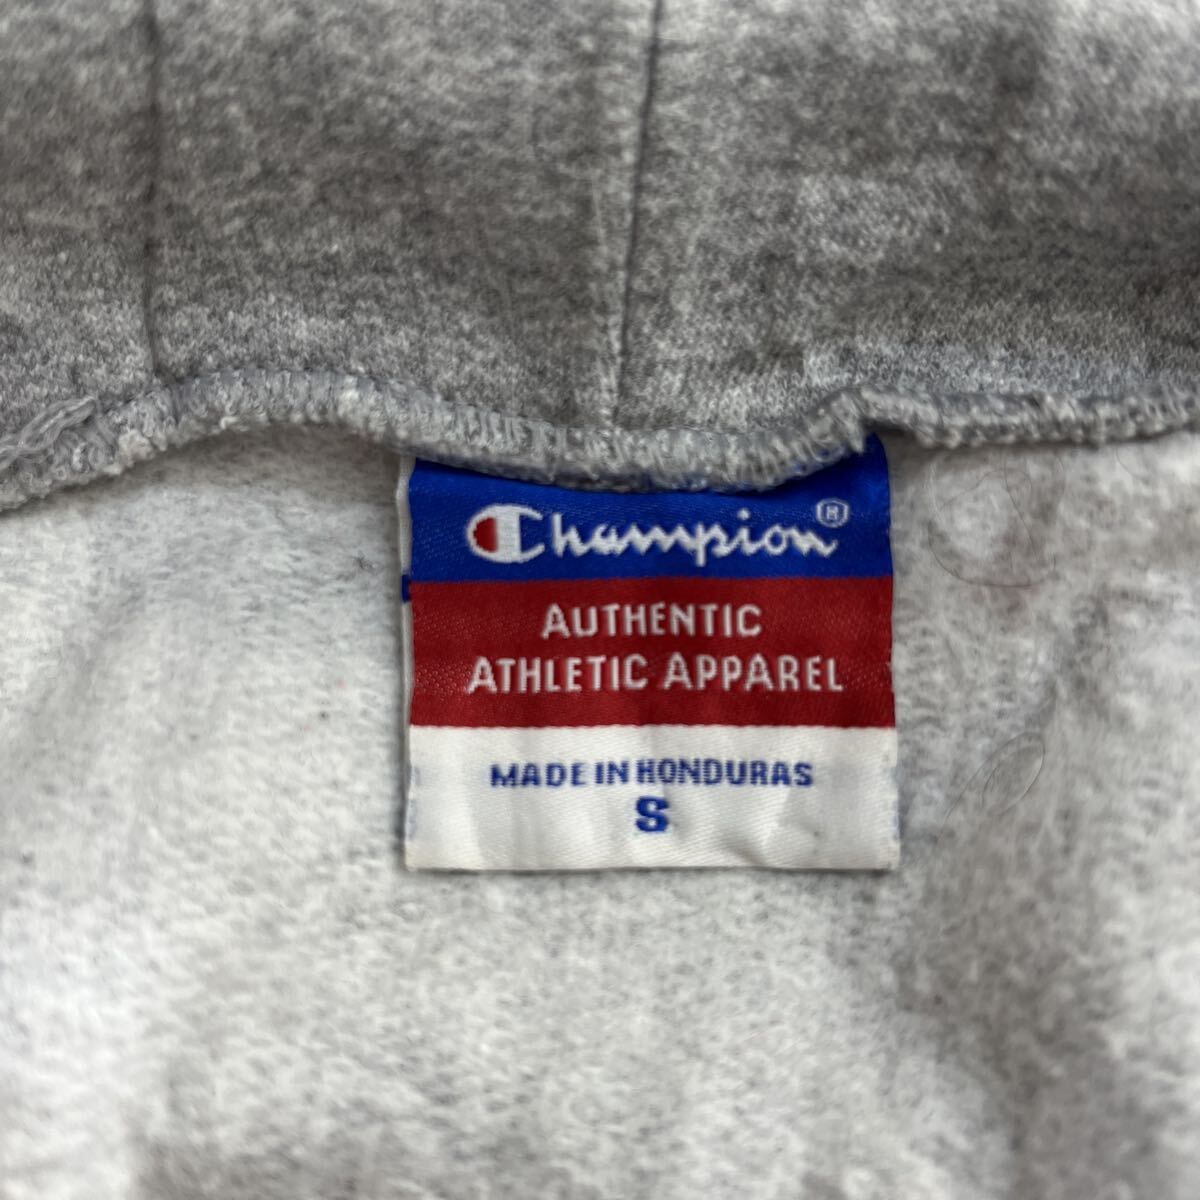 Champion®
AUTHENTIC
ATHLETIC APPAREL
MADE IN HONDURAS
S